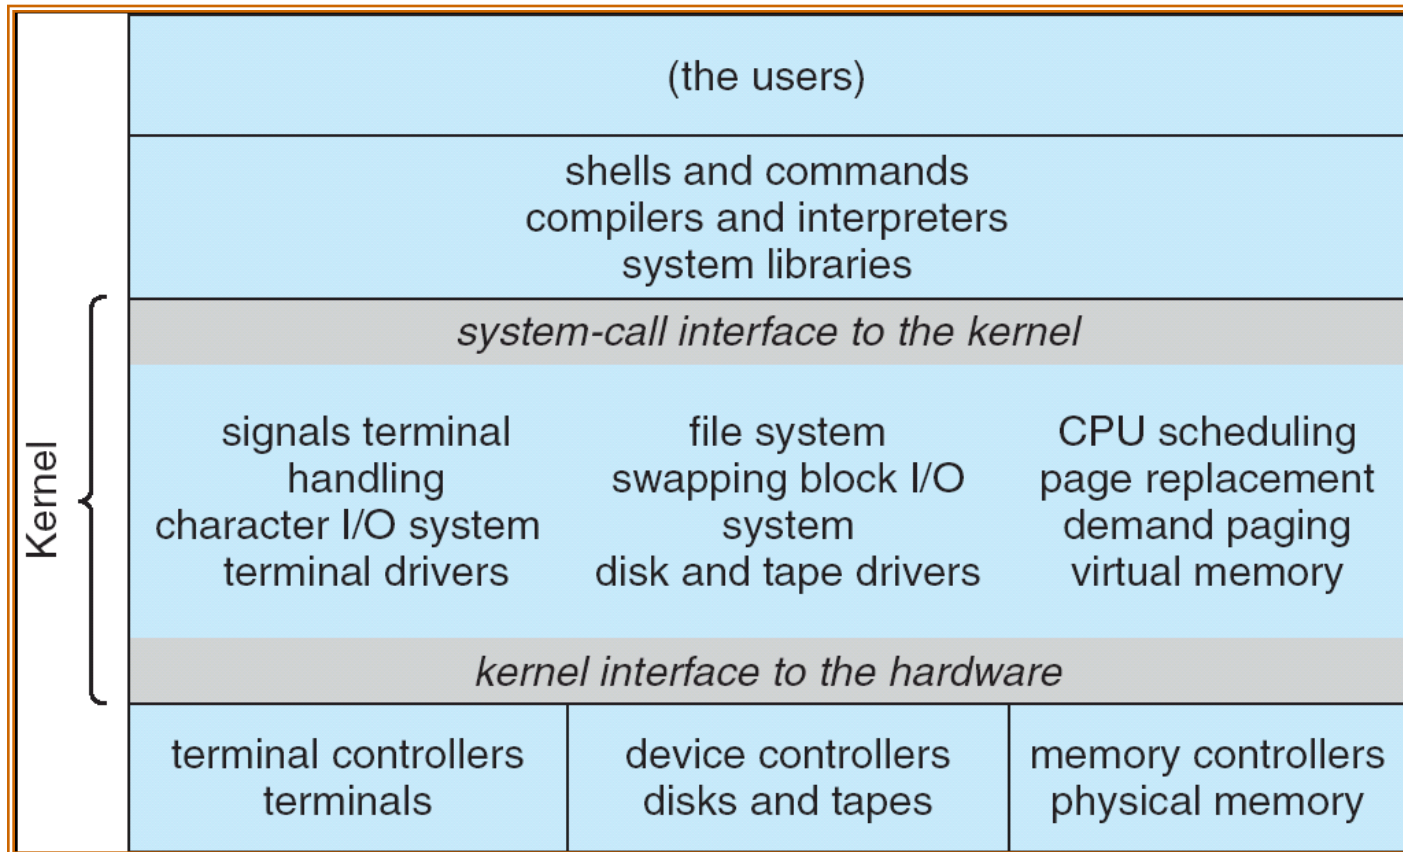 (the users)
shells and commands
compilers and interpreters
system libraries
Kernel
system-call interface to the kernel
signals terminal
handling
character I/O system
terminal drivers
file system
swapping block I/O
system
disk and tape drivers
CPU scheduling
page replacement
demand paging
virtual memory
kernel interface to the hardware
terminal controllers
terminals
device controllers
disks and tapes
memory controllers
physical memory